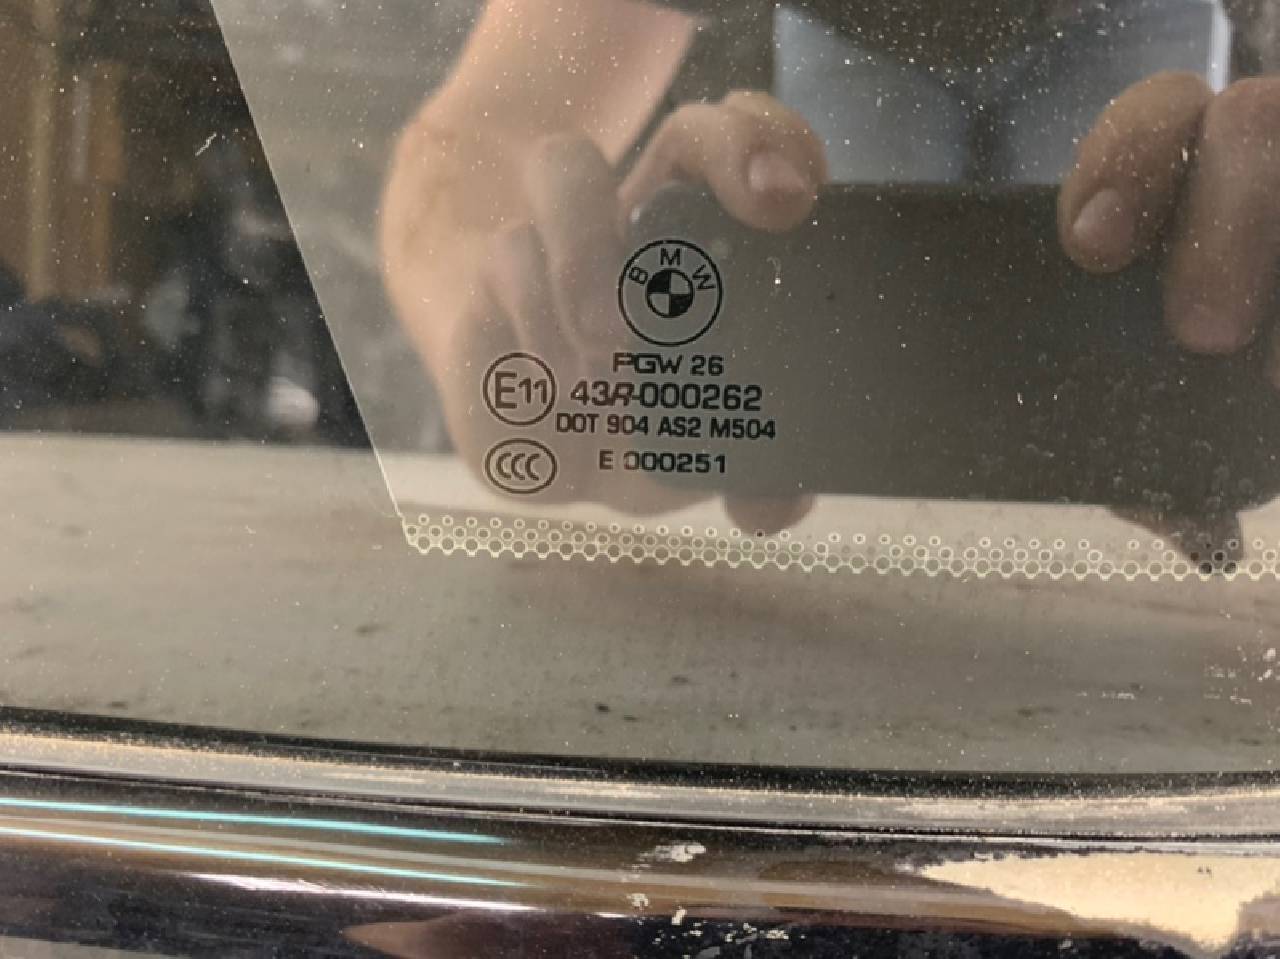 BMW
PGW 26
E11 43R-000262
DOT 904 AS2 M504
CCC E 000251